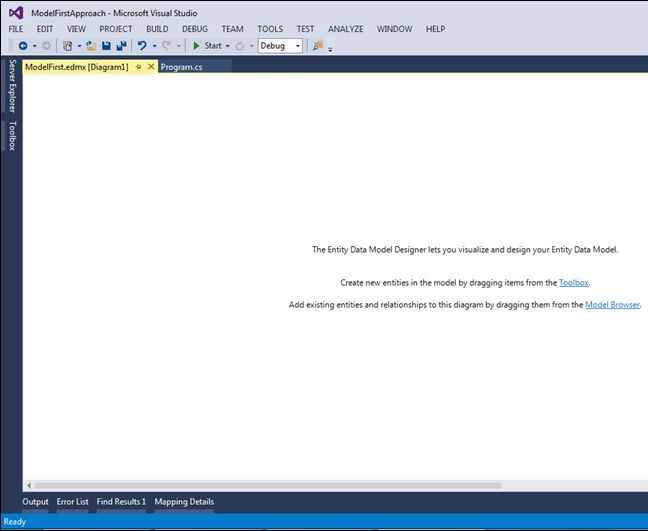 ModelFirstApproach - Microsoft Visual Studio
FILE EDIT VIEW PROJECT BUILD DEBUG TEAM TOOLS TEST ANALYZE WINDOW HELP
Start Debug
Server Explorer
Toolbox
ModelFirst.edmx [Diagram1] Program.cs
The Entity Data Model Designer lets you visualize and design your Entity Data Model.
Create new entities in the model by dragging items from the Toolbox.
Add existing entities and relationships to this diagram by dragging them from the Model Browser.
Output Error List Find Results 1 Mapping Details
Ready